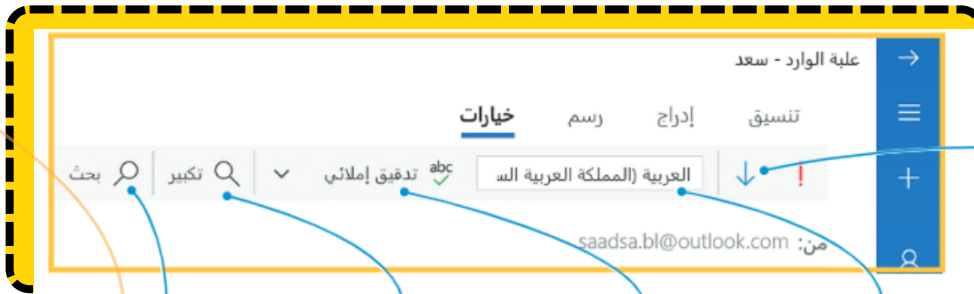 علبة الوارد - سعد
تنسيق إدراج رسم خيارات
! العربية (المملكة العربية الس abc تدقيق إملائي تكبير بحث
من: saadsa.bl@outlook.com